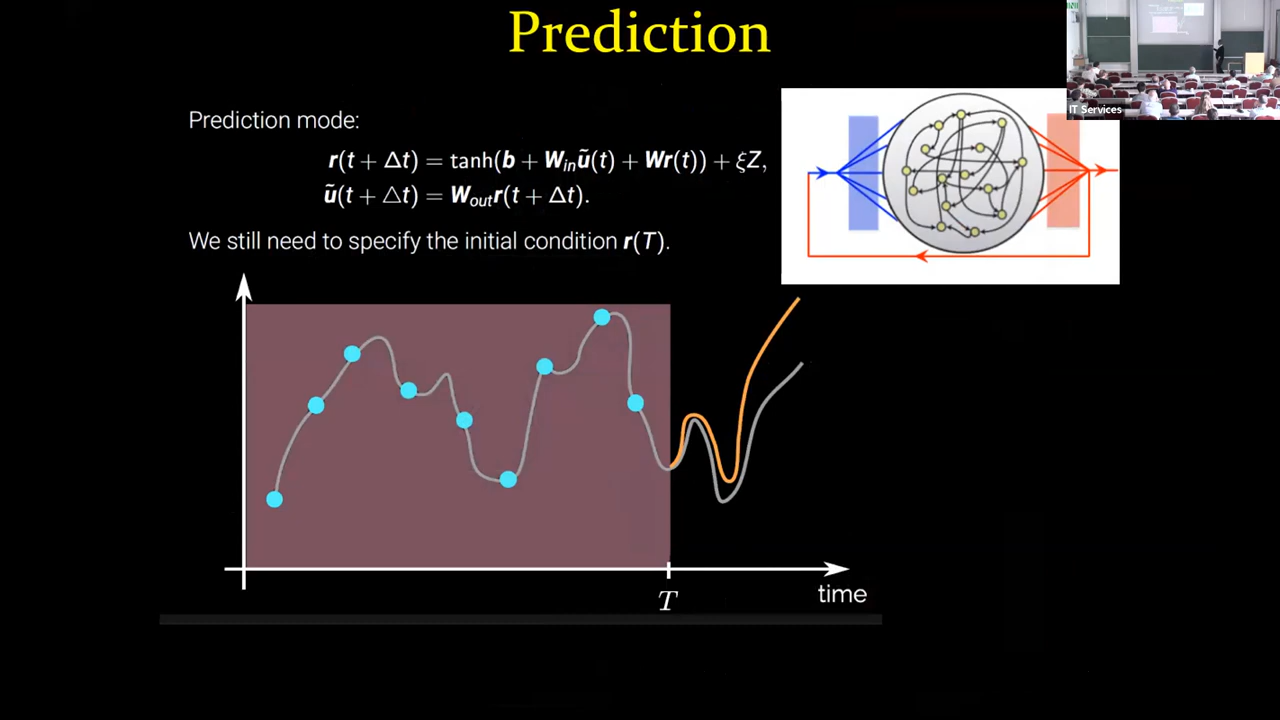 Prediction
IT Services
Prediction mode:
r(t + Δt) = tanh(b + W_in ũ(t) + Wr(t)) + ξZ,
ũ(t + △t) = W_out r(t + Δt).
We still need to specify the initial condition r(T).
T
time